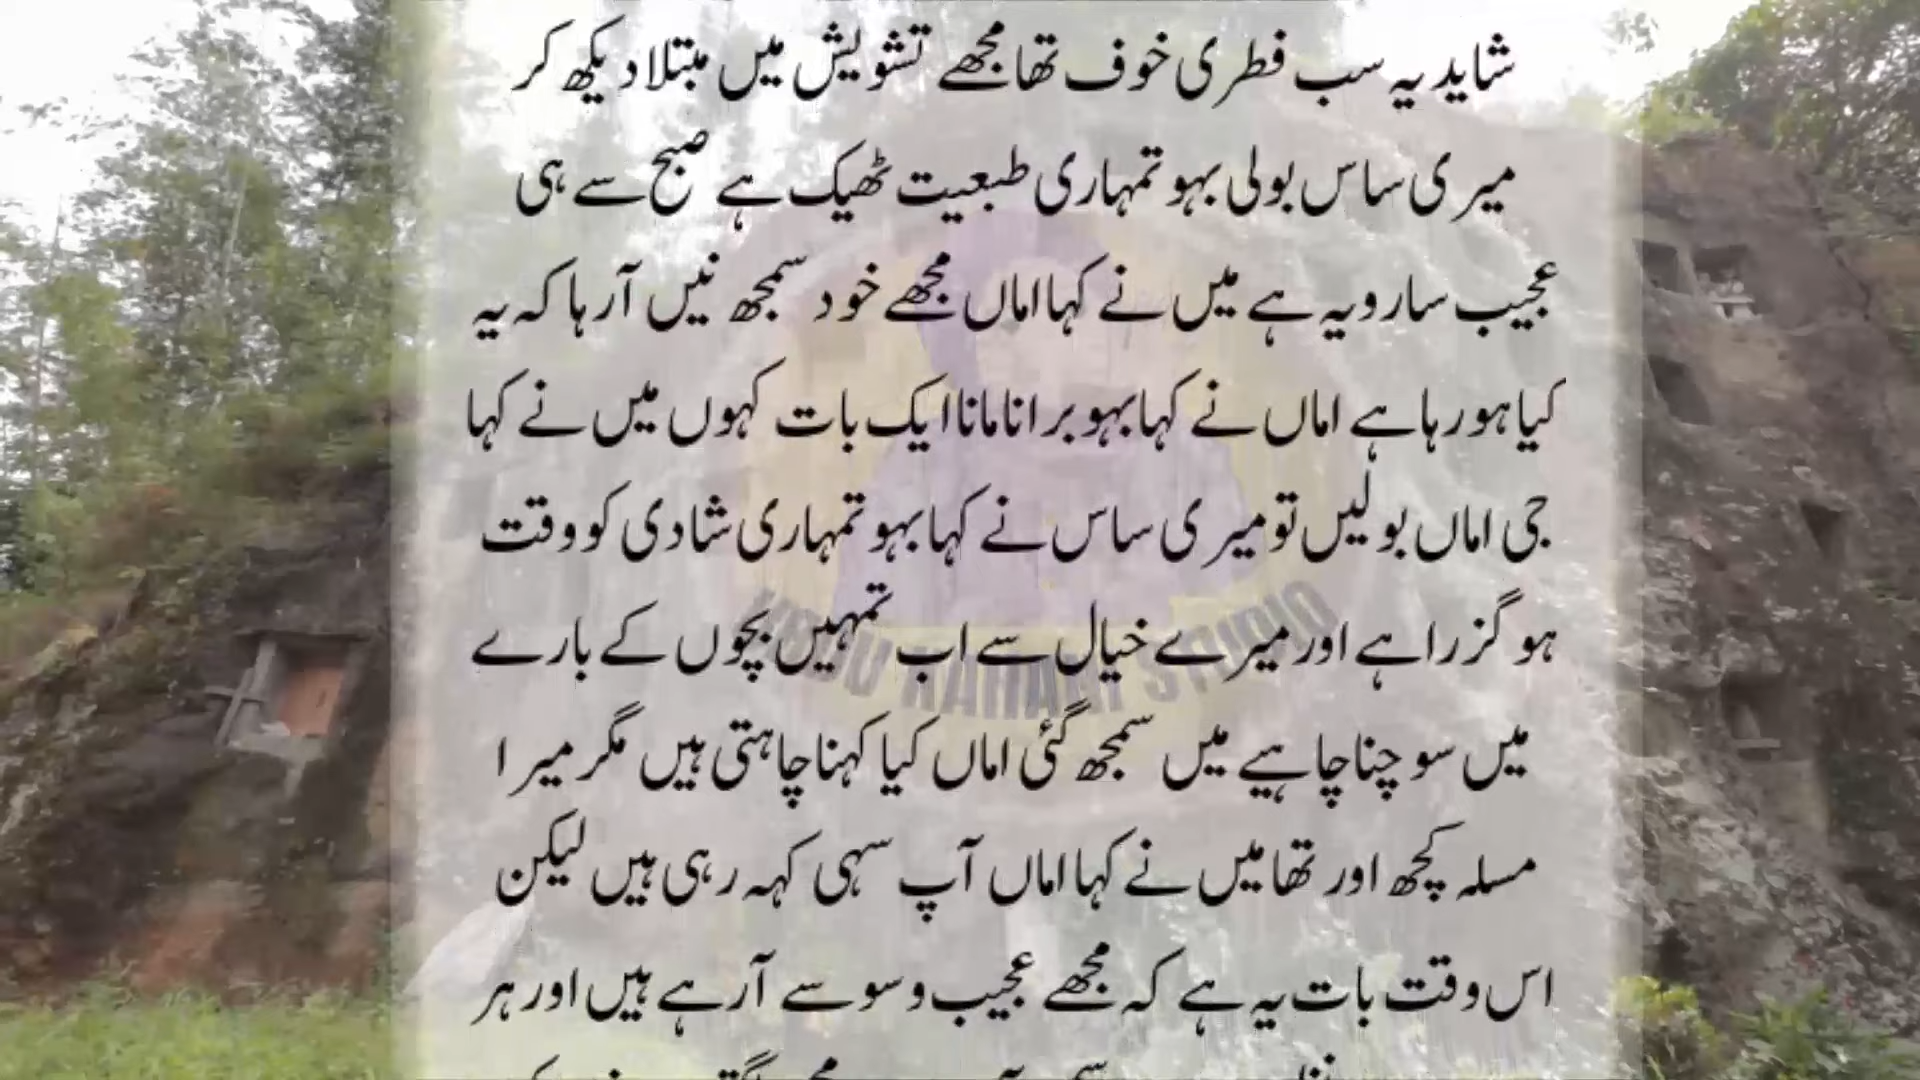 شاید یہ سب فطری خوف تھا مجھے تشویش میں مبتلا دیکھ کر
میری ساس بولی بہو تمہاری طبعیت ٹھیک ہے صبح سے ہی
عجیب سا رویہ ہے میں نے کہا اماں مجھے خود سمجھ نیں آ رہا کہ یہ
کیا ہو رہا ہے اماں نے کہا بہو برا نا ماننا ایک بات کہوں میں نے کہا
جی اماں بولیں تو میری ساس نے کہا بہو تمہاری شادی کو وقت
ہو گزرا ہے اور میرے خیال سے اب تمہیں بچوں کے بارے
میں سوچنا چاہیے میں سمجھ گئی اماں کیا کہنا چاہتی ہیں مگر میرا
مسلہ کچھ اور تھا میں نے کہا اماں آپ سہی کہہ رہی ہیں لیکن
اس وقت بات یہ ہے کہ مجھے عجیب وسوسے آ رہے ہیں اور ہر
URDU KAHANI STUDIO